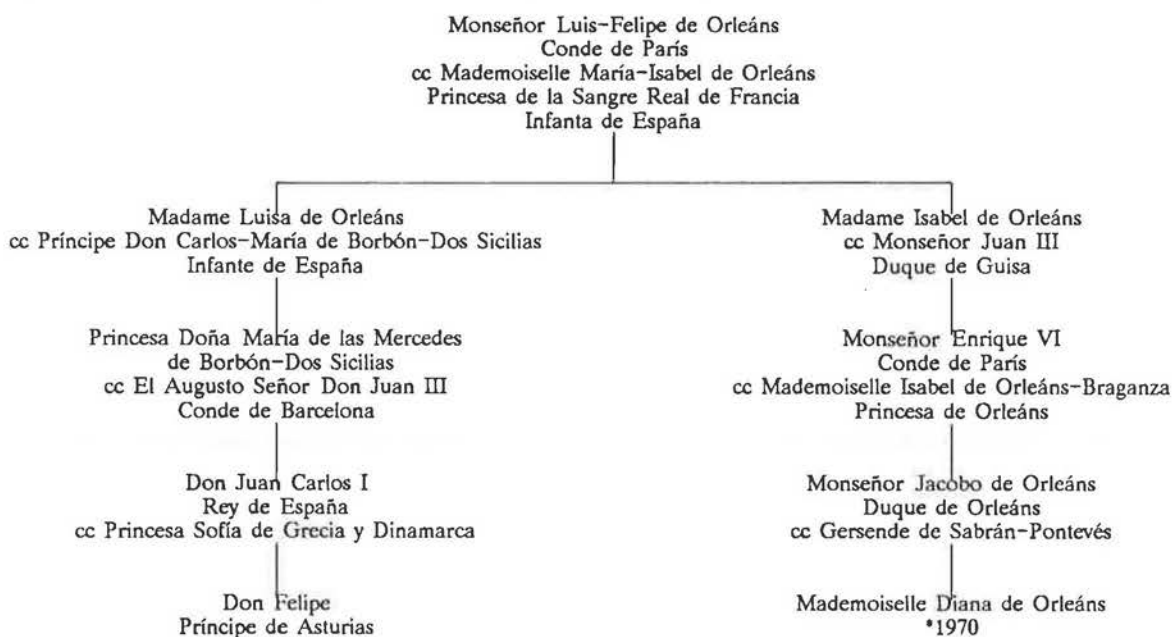 Monseñor Luis-Felipe de Orleáns
Conde de París
cc Mademoiselle María-Isabel de Orleáns
Princesa de la Sangre Real de Francia
Infanta de España
Madame Luisa de Orleáns
cc Príncipe Don Carlos-María de Borbón-Dos Sicilias
Infante de España
Madame Isabel de Orleáns
cc Monseñor Juan III
Duque de Guisa
Princesa Doña María de las Mercedes
de Borbón-Dos Sicilias
cc El Augusto Señor Don Juan III
Conde de Barcelona
Monseñor Enrique VI
Conde de París
cc Mademoiselle Isabel de Orleáns-Braganza
Princesa de Orleáns
Don Juan Carlos I
Rey de España
cc Princesa Sofía de Grecia y Dinamarca
Monseñor Jacobo de Orleáns
Duque de Orleáns
cc Gersende de Sabrán-Pontevés
Don Felipe
Príncipe de Asturias
Mademoiselle Diana de Orleáns
*1970